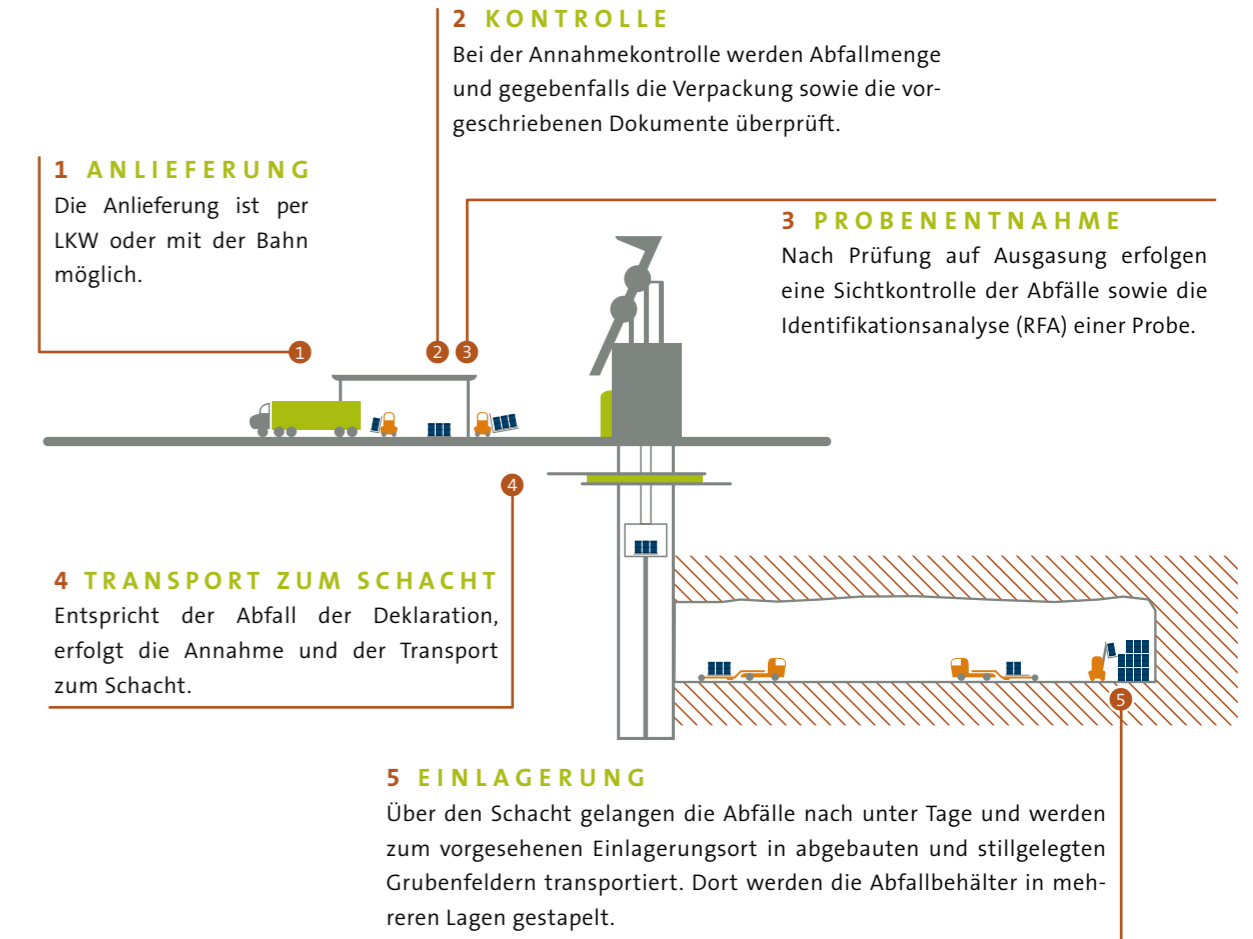 1 ANLIEFERUNG
Die Anlieferung ist per
LKW oder mit der Bahn
möglich.
2 KONTROLLE
Bei der Annahmekontrolle werden Abfallmenge
und gegebenfalls die Verpackung sowie die vor-
geschriebenen Dokumente überprüft.
3 PROBENENTNAHME
Nach Prüfung auf Ausgasung erfolgen
eine Sichtkontrolle der Abfälle sowie die
Identifikationsanalyse (RFA) einer Probe.
1
2
3
4
4 TRANSPORT ZUM SCHACHT
Entspricht der Abfall der Deklaration,
erfolgt die Annahme und der Transport
zum Schacht.
5
5 EINLAGERUNG
Über den Schacht gelangen die Abfälle nach unter Tage und werden
zum vorgesehenen Einlagerungsort in abgebauten und stillgelegten
Grubenfeldern transportiert. Dort werden die Abfallbehälter in meh-
reren Lagen gestapelt.